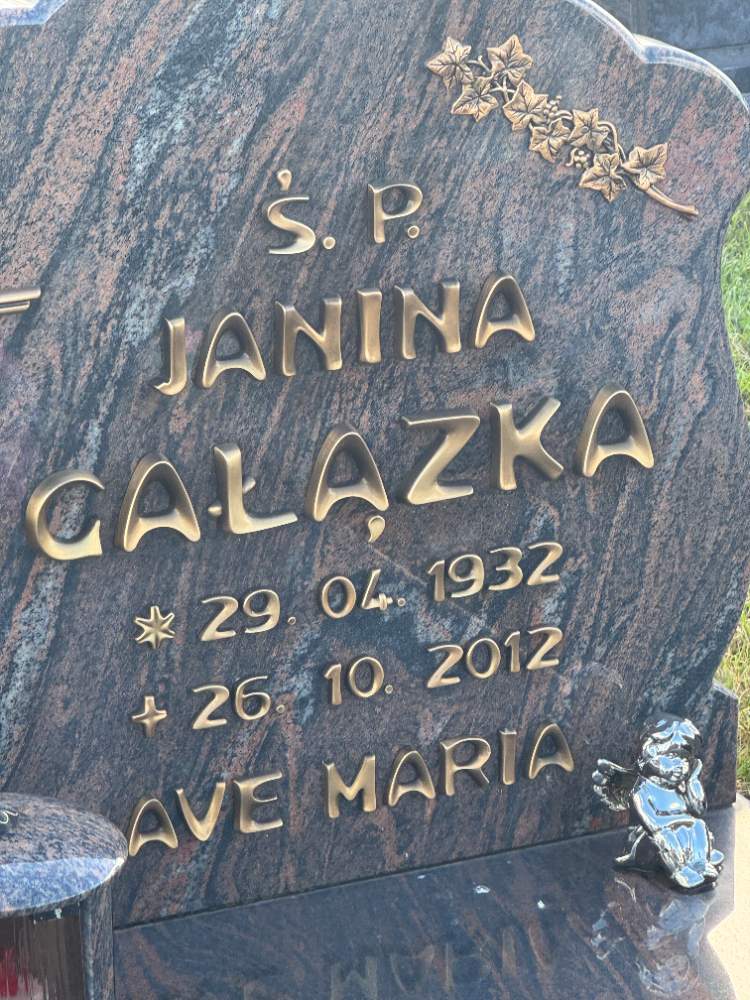 Ś. P.
JANINA
GAŁĄZKA
* 29. 04. 1932
+ 26. 10. 2012
AVE MARIA